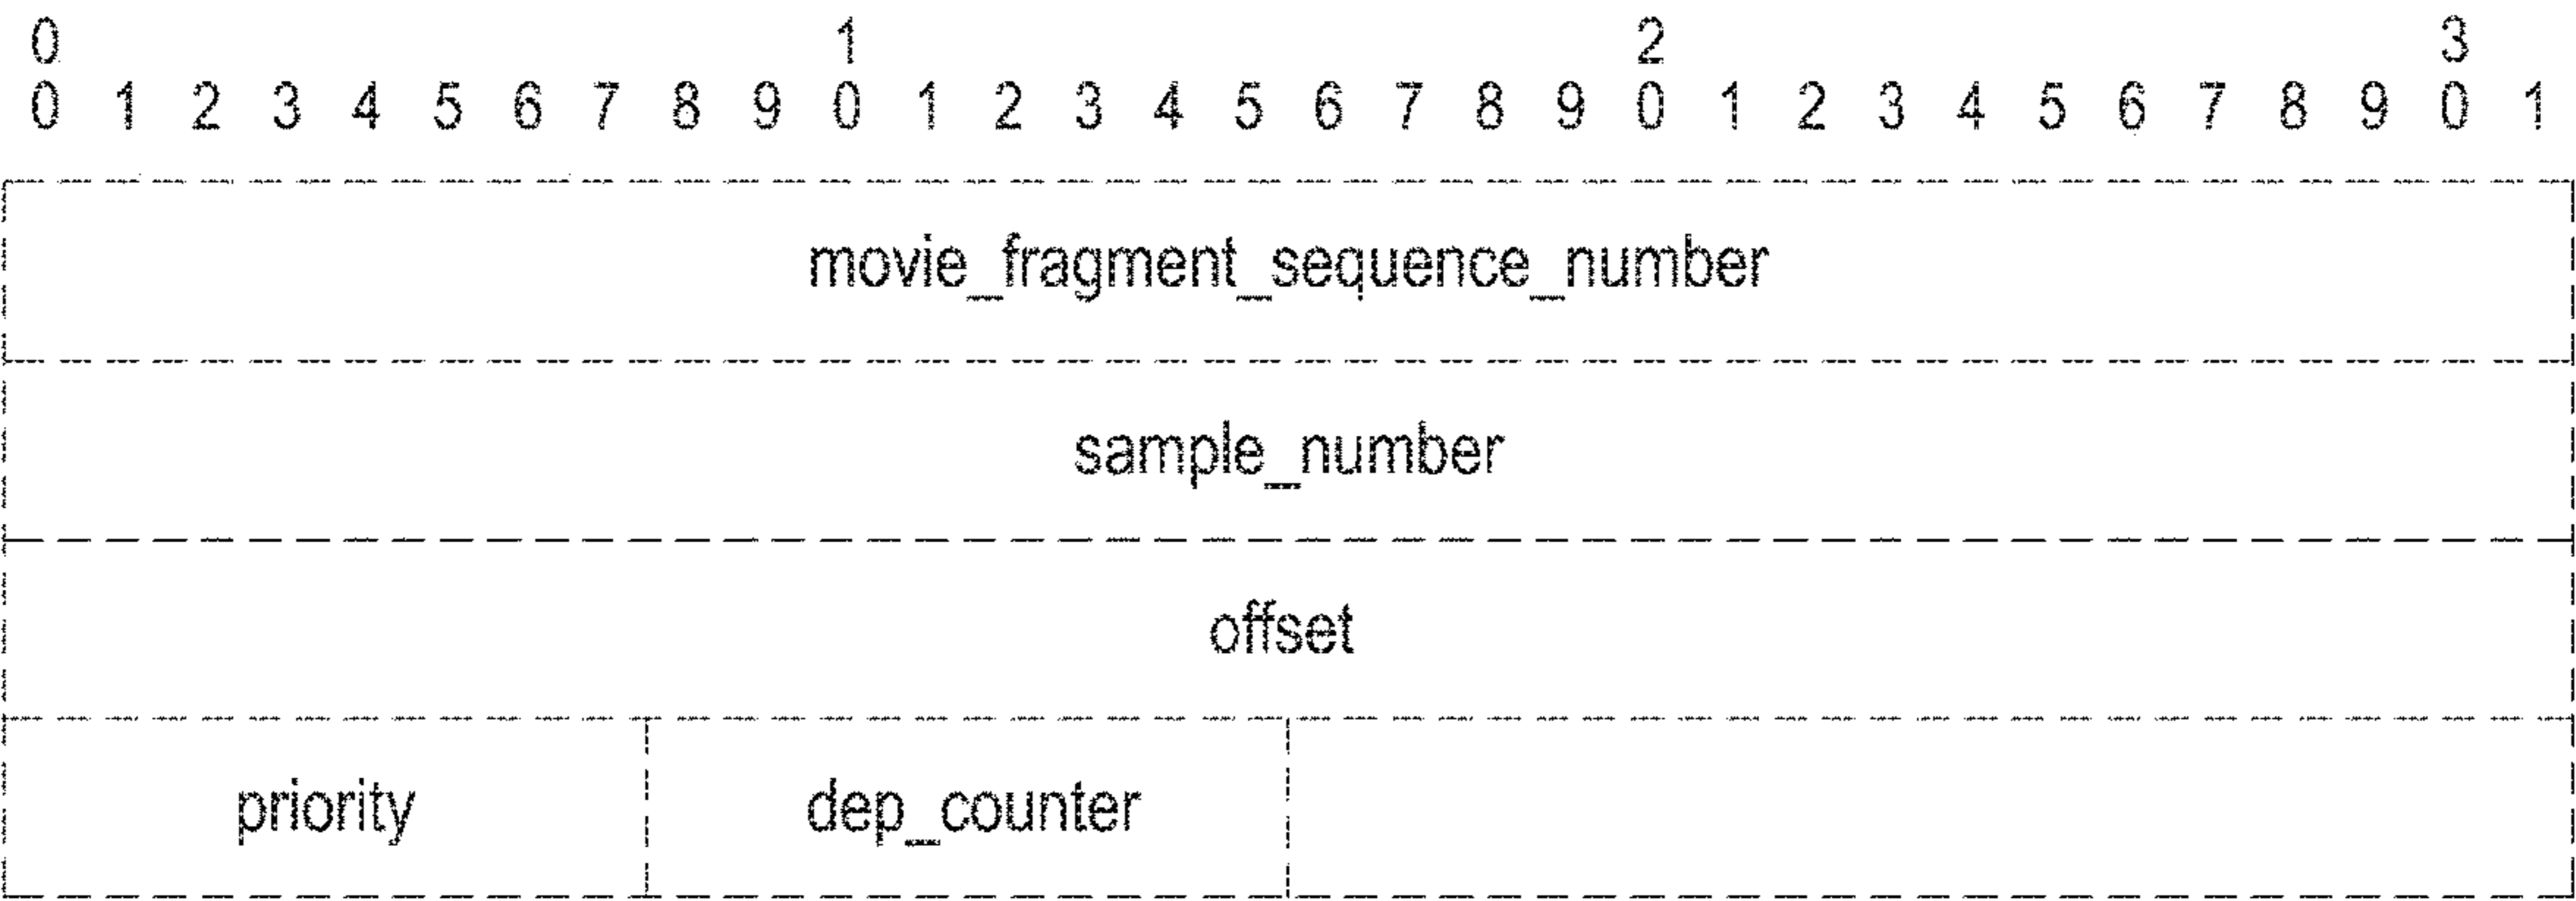 0 1 2 3
0 1 2 3 4 5 6 7 8 9 0 1 2 3 4 5 6 7 8 9 0 1 2 3 4 5 6 7 8 9 0 1
movie_fragment_sequence_number
sample_number
offset
priority dep_counter